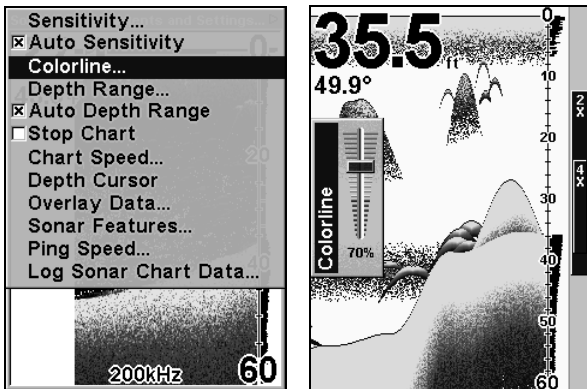 Sensitivity...
Auto Sensitivity
Colorline...
Depth Range...
Auto Depth Range
Stop Chart
Chart Speed...
Depth Cursor
Overlay Data...
Sonar Features...
Ping Speed...
Log Sonar Chart Data...
20
40
200kHz
60
35.5 ft
49.9°
Colorline
70%
0
10
20
30
40
50
60
2x
4x